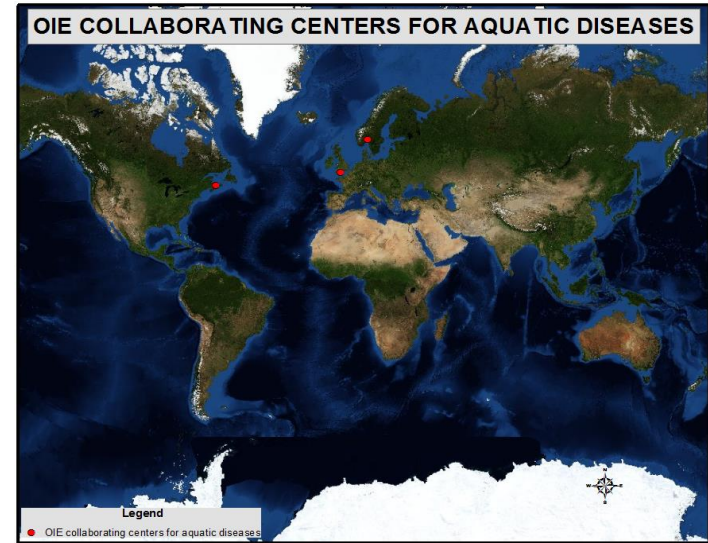 OIE COLLABORATING CENTERS FOR AQUATIC DISEASES
N
W E
S
Legend
OIE collaborating centers for aquatic diseases